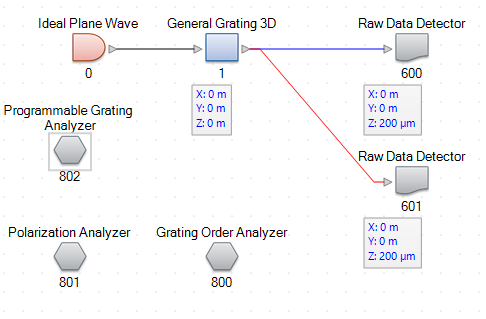 Ideal Plane Wave
General Grating 3D
Raw Data Detector
0
1
600
X: 0 m
Y: 0 m
Z: 0 m
X: 0 m
Y: 0 m
Z: 200 µm
Programmable Grating
Analyzer
802
Raw Data Detector
601
X: 0 m
Y: 0 m
Z: 200 µm
Polarization Analyzer
801
Grating Order Analyzer
800